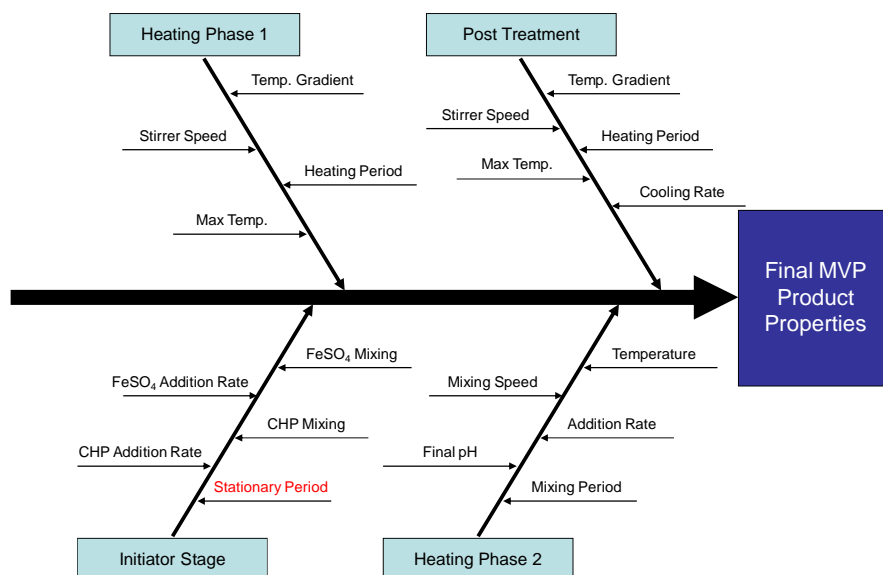 Heating Phase 1
Post Treatment
Temp. Gradient
Stirrer Speed
Heating Period
Max Temp.
Temp. Gradient
Stirrer Speed
Heating Period
Max Temp.
Cooling Rate
Final MVP
Product
Properties
FeSO₄ Mixing
FeSO₄ Addition Rate
CHP Mixing
CHP Addition Rate
Stationary Period
Temperature
Mixing Speed
Addition Rate
Final pH
Mixing Period
Initiator Stage
Heating Phase 2